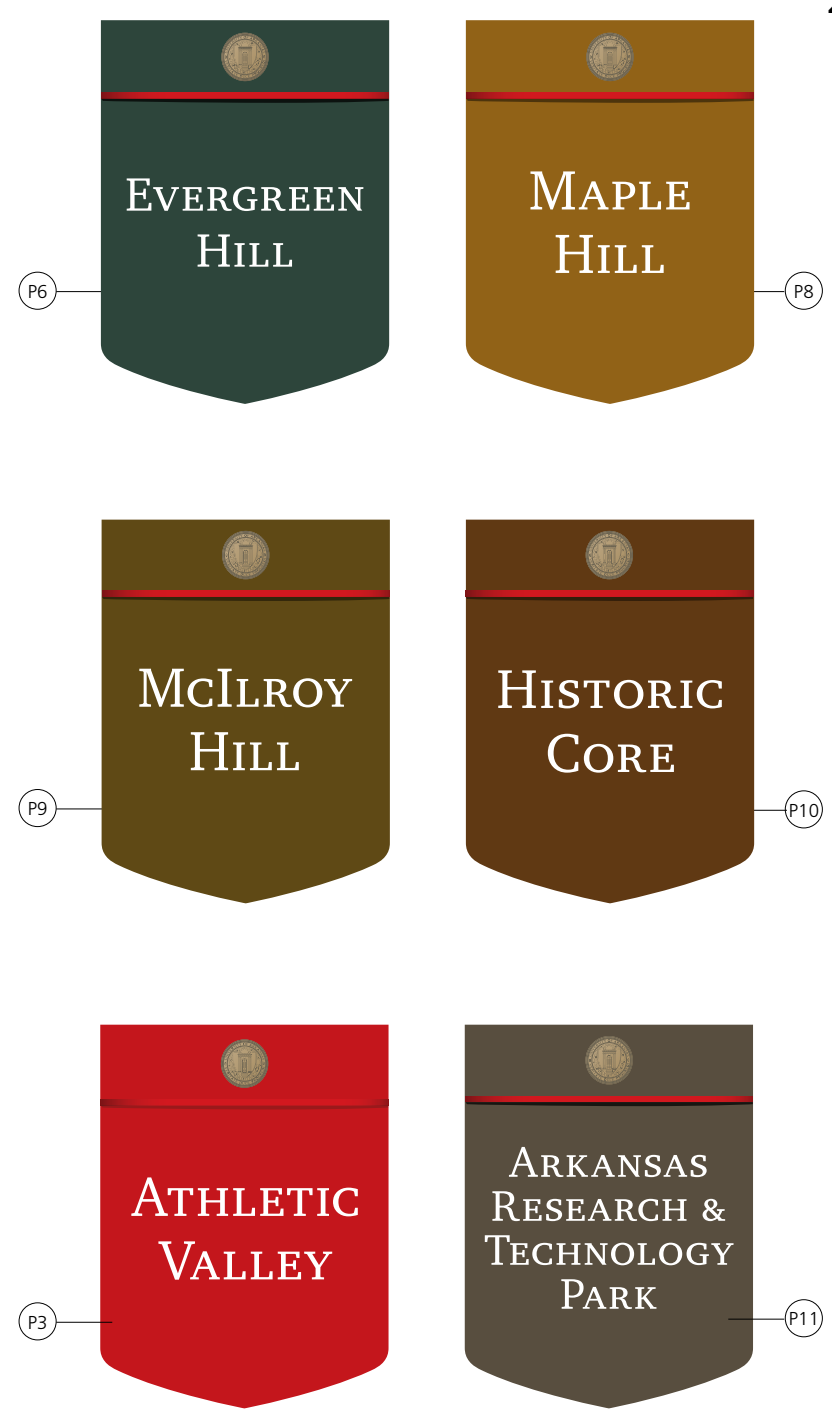 Evergreen
Hill
P6
Maple
Hill
P8
McIlroy
Hill
P9
Historic
Core
P10
Athletic
Valley
P3
Arkansas
Research &
Technology
Park
P11